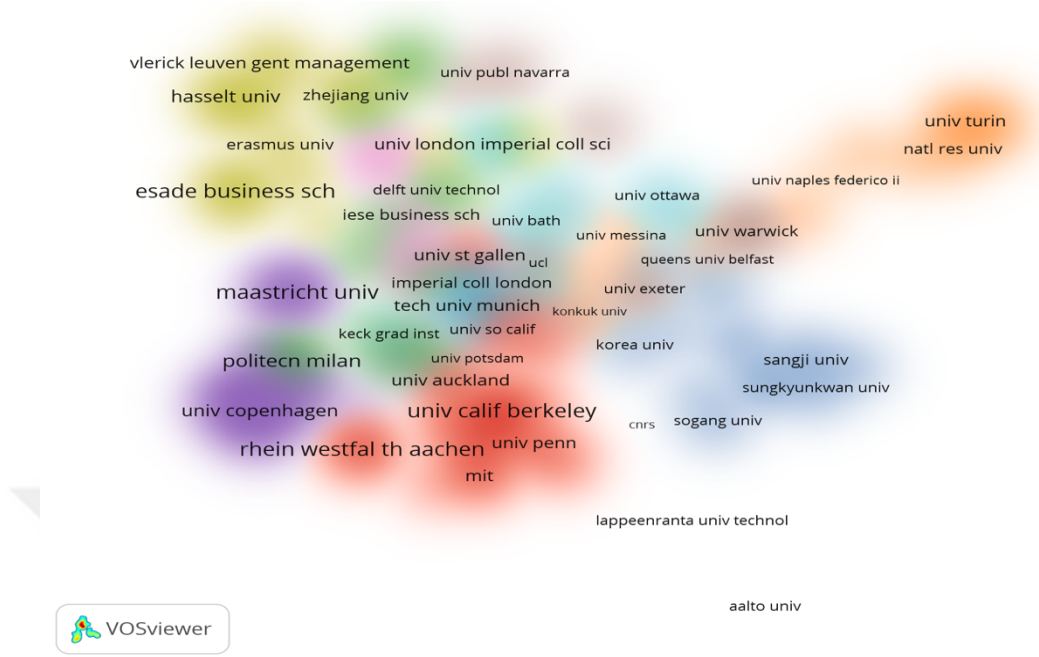 vlerick leuven gent management
univ publ navarra
hasselt univ
zhejiang univ
univ turin
erasmus univ
univ london imperial coll sci
natl res univ
esade business sch
delft univ technol
univ ottawa
univ naples federico ii
iese business sch
univ bath
univ messina
univ warwick
univ st gallen
ucl
queens univ belfast
maastricht univ
imperial coll london
univ exeter
tech univ munich
konkuk univ
keck grad inst
univ so calif
korea univ
politecn milan
univ potsdam
sangji univ
univ auckland
sungkyunkwan univ
univ copenhagen
univ calif berkeley
cnrs
sogang univ
rhein westfal th aachen
univ penn
mit
lappeenranta univ technol
aalto univ
VOSviewer